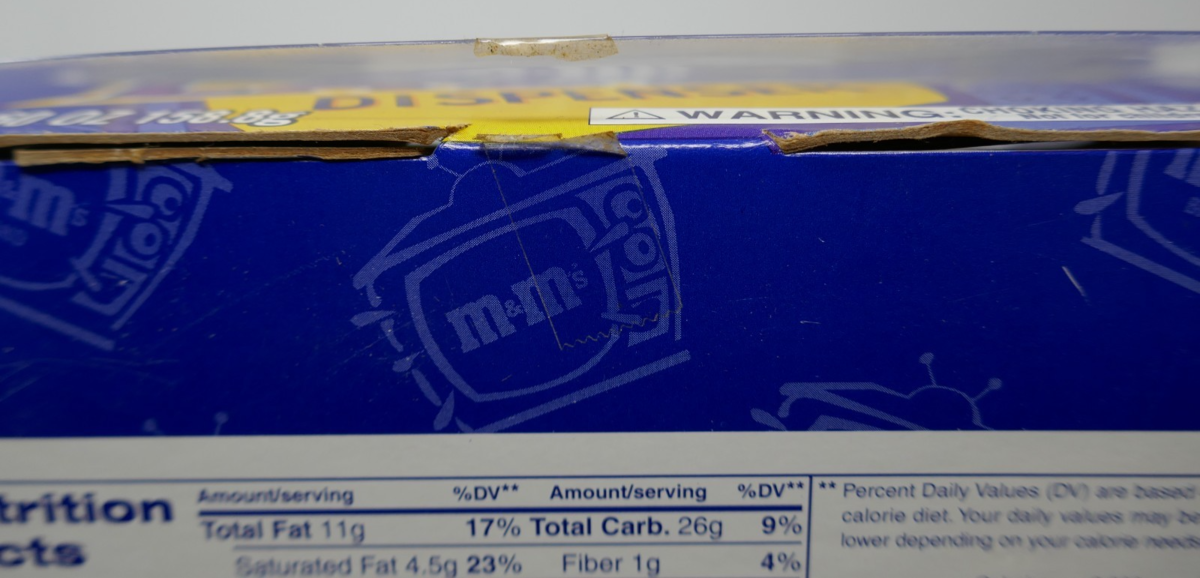 DISPENSER
80 OZ 158.8g
WARNING:
m&m's
m&m's
trition
cts
Amount/serving %DV** Amount/serving %DV**
Total Fat 11g 17% Total Carb. 26g 9%
Saturated Fat 4.5g 23% Fiber 1g 4%
** Percent Daily Values (DV) are based
calorie diet. Your daily values may be
lower depending on your calorie needs